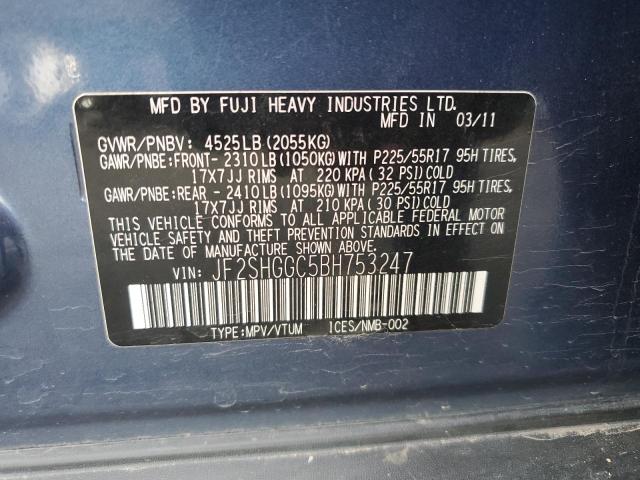 MFD BY FUJI HEAVY INDUSTRIES LTD.
MFD IN 03/11
GVWR/PNBV: 4525LB(2055KG)
GAWR/PNBE:FRONT- 2310LB(1050KG)WITH P225/55R17 95H TIRES,
17X7JJ RIMS AT 220 KPA(32 PSI)COLD
GAWR/PNBE:REAR - 2410LB(1095KG)WITH P225/55R17 95H TIRES,
17X7JJ RIMS AT 210 KPA(30 PSI)COLD
THIS VEHICLE CONFORMS TO ALL APPLICABLE FEDERAL MOTOR
VEHICLE SAFETY AND THEFT PREVENTION STANDARDS IN EFFECT ON
THE DATE OF MANUFACTURE SHOWN ABOVE.
VIN: JF2SHGGC5BH753247
TYPE:MPV/VTUM ICES/NMB-002